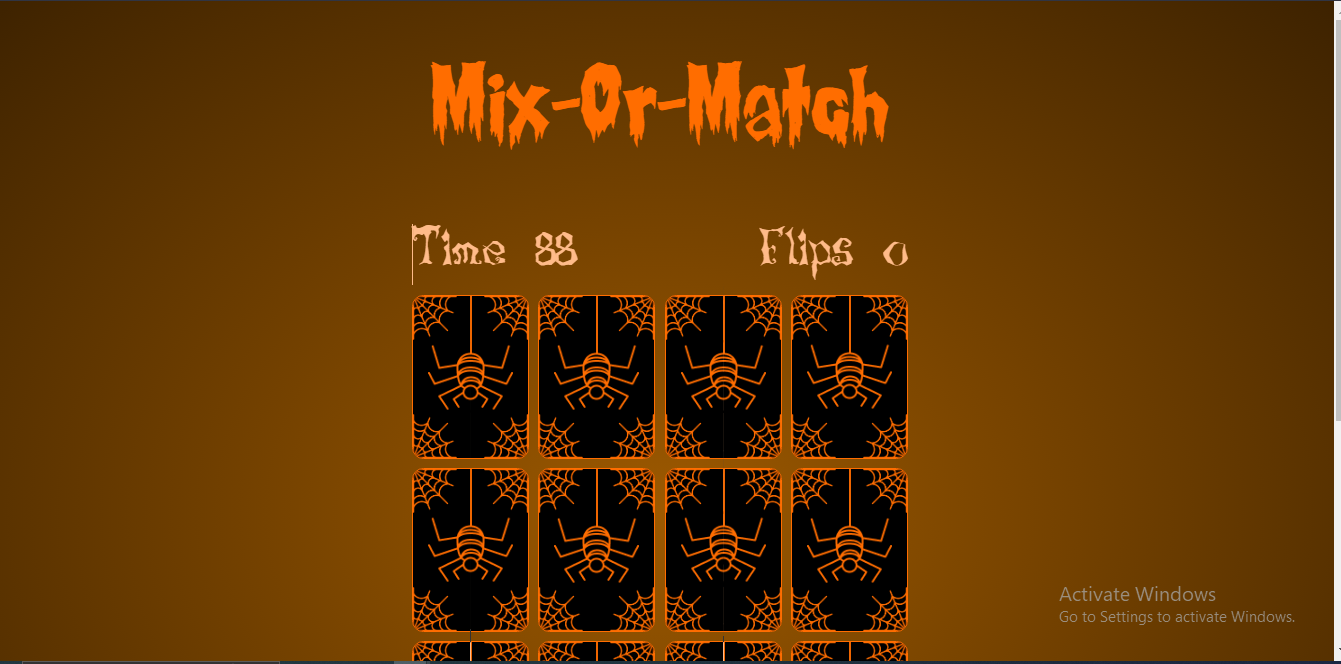 Mix-Or-Match
Time 88
Flips 0
Activate Windows
Go to Settings to activate Windows.